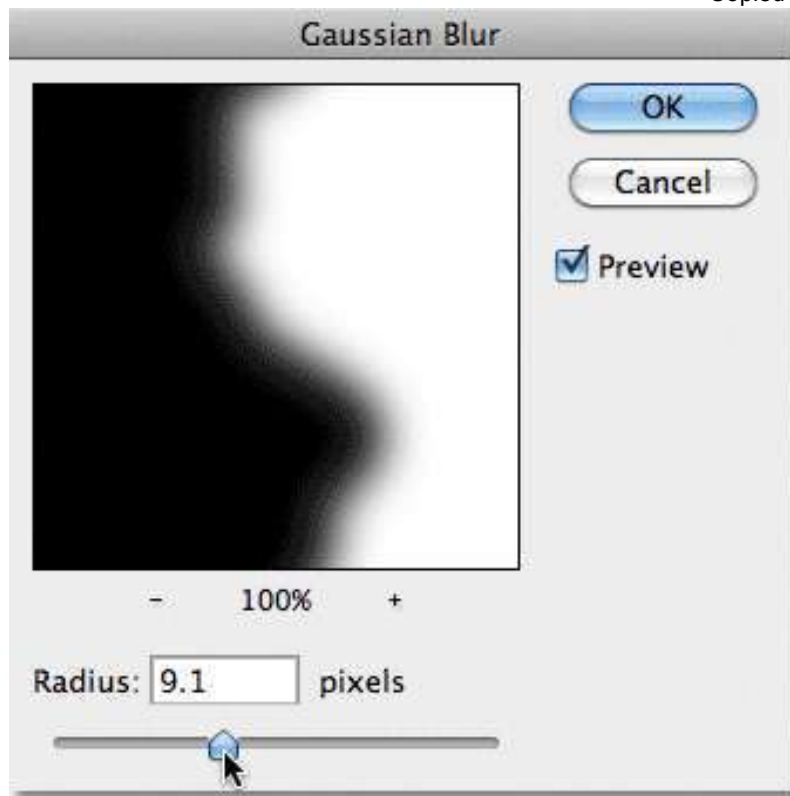 Gaussian Blur
OK
Cancel
Preview
- 100% +
Radius: 9.1 pixels